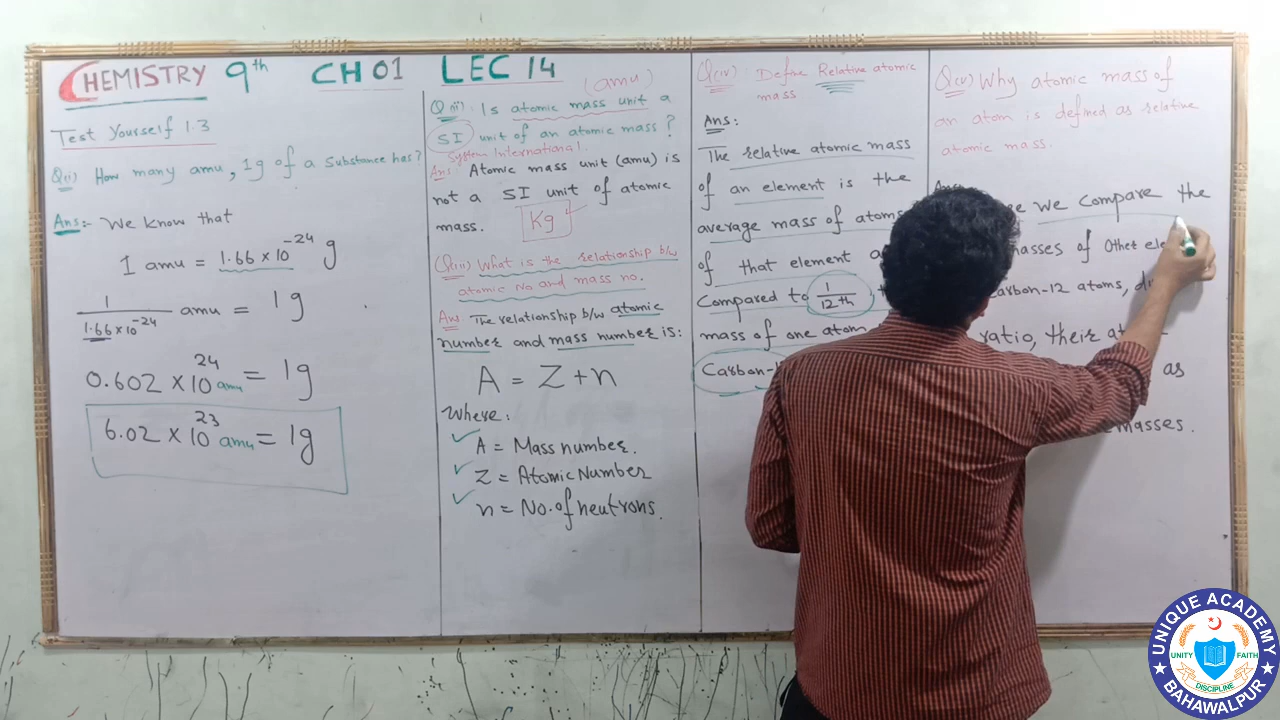 CHEMISTRY 9th CH 01 LEC 14
Test Yourself 1.3
Q(i) How many amu, 1g of a Substance has?
Ans:- We know that
1 amu = 1.66 × 10^-24 g
1 / 1.66 × 10^-24 amu = 1g
0.602 × 10^24 amu = 1g
6.02 × 10^23 amu = 1g
(amu)
Q(ii): Is atomic mass unit a
SI unit of an atomic mass?
System International.
Ans: Atomic mass unit (amu) is
not a SI unit of atomic
mass. Kg
Q(iii) What is the relationship b/w
atomic No and mass no.
Ans The relationship b/w atomic
number and mass number is:
A = Z + n
Where:
A = Mass number.
Z = Atomic Number
n = No. of neutrons.
Q(iv): Define Relative atomic
mass
Ans:
The relative atomic mass
of an element is the
average mass of atoms
of that element
Compared to 1/12 th
mass of one atom
Carbon-
Q(v) Why atomic mass of
an atom is defined as relative
atomic mass.
we compare the
masses of Other
Carbon-12 atoms,
ratio, their
as
masses.
UNIQUE ACADEMY
UNITY FAITH
DISCIPLINE
BAHAWALPUR